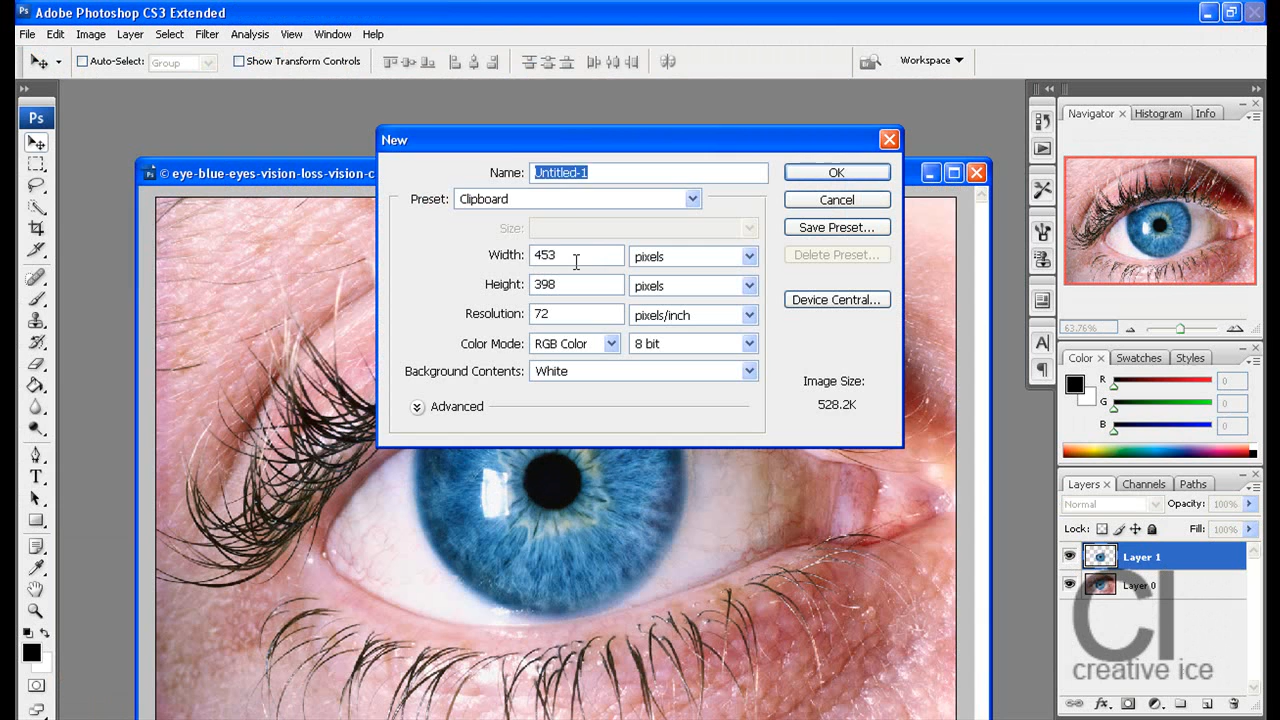 Ps Adobe Photoshop CS3 Extended
File Edit Image Layer Select Filter Analysis View Window Help
Auto-Select: Group Show Transform Controls Workspace
Ps
© eye-blue-eyes-vision-loss-vision-c
New
Name: Untitled-1
Preset: Clipboard
Size:
Width: 453 pixels
Height: 398 pixels
Resolution: 72 pixels/inch
Color Mode: RGB Color 8 bit
Background Contents: White
Advanced
OK
Cancel
Save Preset...
Delete Preset...
Device Central...
Image Size:
528.2K
Navigator Histogram Info
63.76%
Color Swatches Styles
R 0
G 0
B 0
Layers Channels Paths
Normal Opacity: 100%
Lock: Fill: 100%
Layer 1
Layer 0
CI
creative ice